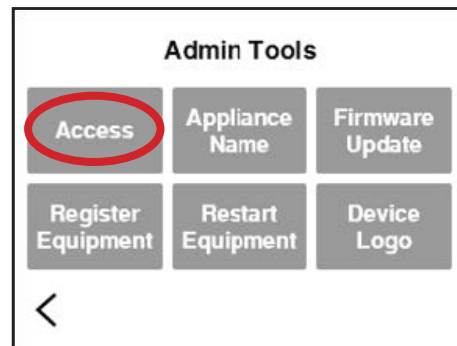 Admin Tools
Access
Appliance
Name
Firmware
Update
Register
Equipment
Restart
Equipment
Device
Logo